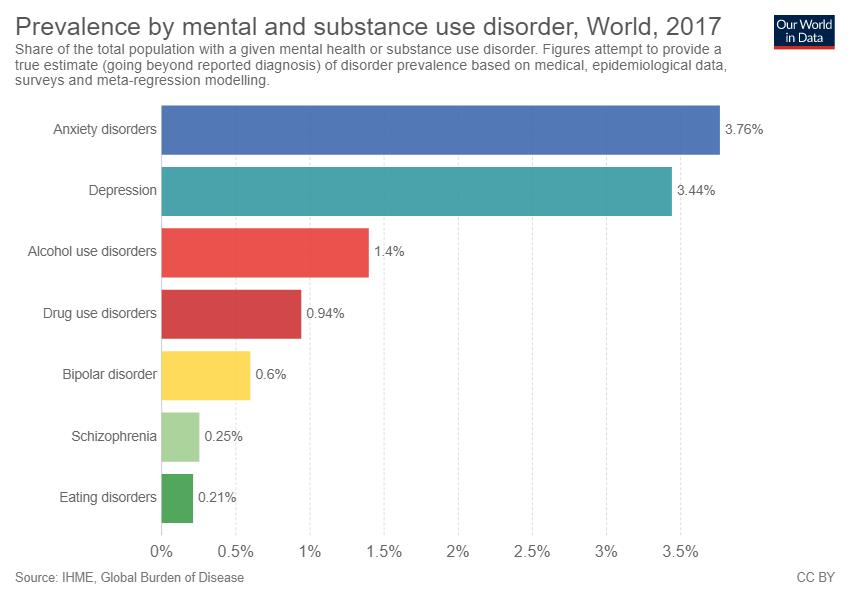 Prevalence by mental and substance use disorder, World, 2017
Our World
in Data
Share of the total population with a given mental health or substance use disorder. Figures attempt to provide a
true estimate (going beyond reported diagnosis) of disorder prevalence based on medical, epidemiological data,
surveys and meta-regression modelling.
Anxiety disorders 3.76%
Depression 3.44%
Alcohol use disorders 1.4%
Drug use disorders 0.94%
Bipolar disorder 0.6%
Schizophrenia 0.25%
Eating disorders 0.21%
0% 0.5% 1% 1.5% 2% 2.5% 3% 3.5%
Source: IHME, Global Burden of Disease CC BY